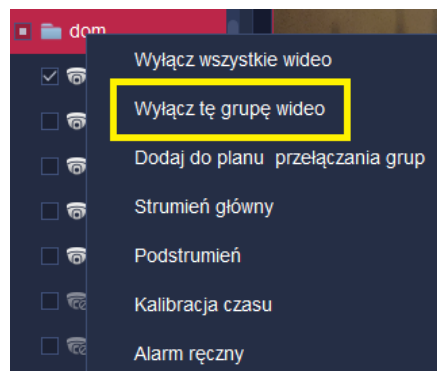 dom
Wyłącz wszystkie wideo
Wyłącz tę grupę wideo
Dodaj do planu przełączania grup
Strumień główny
Podstrumień
Kalibracja czasu
Alarm ręczny